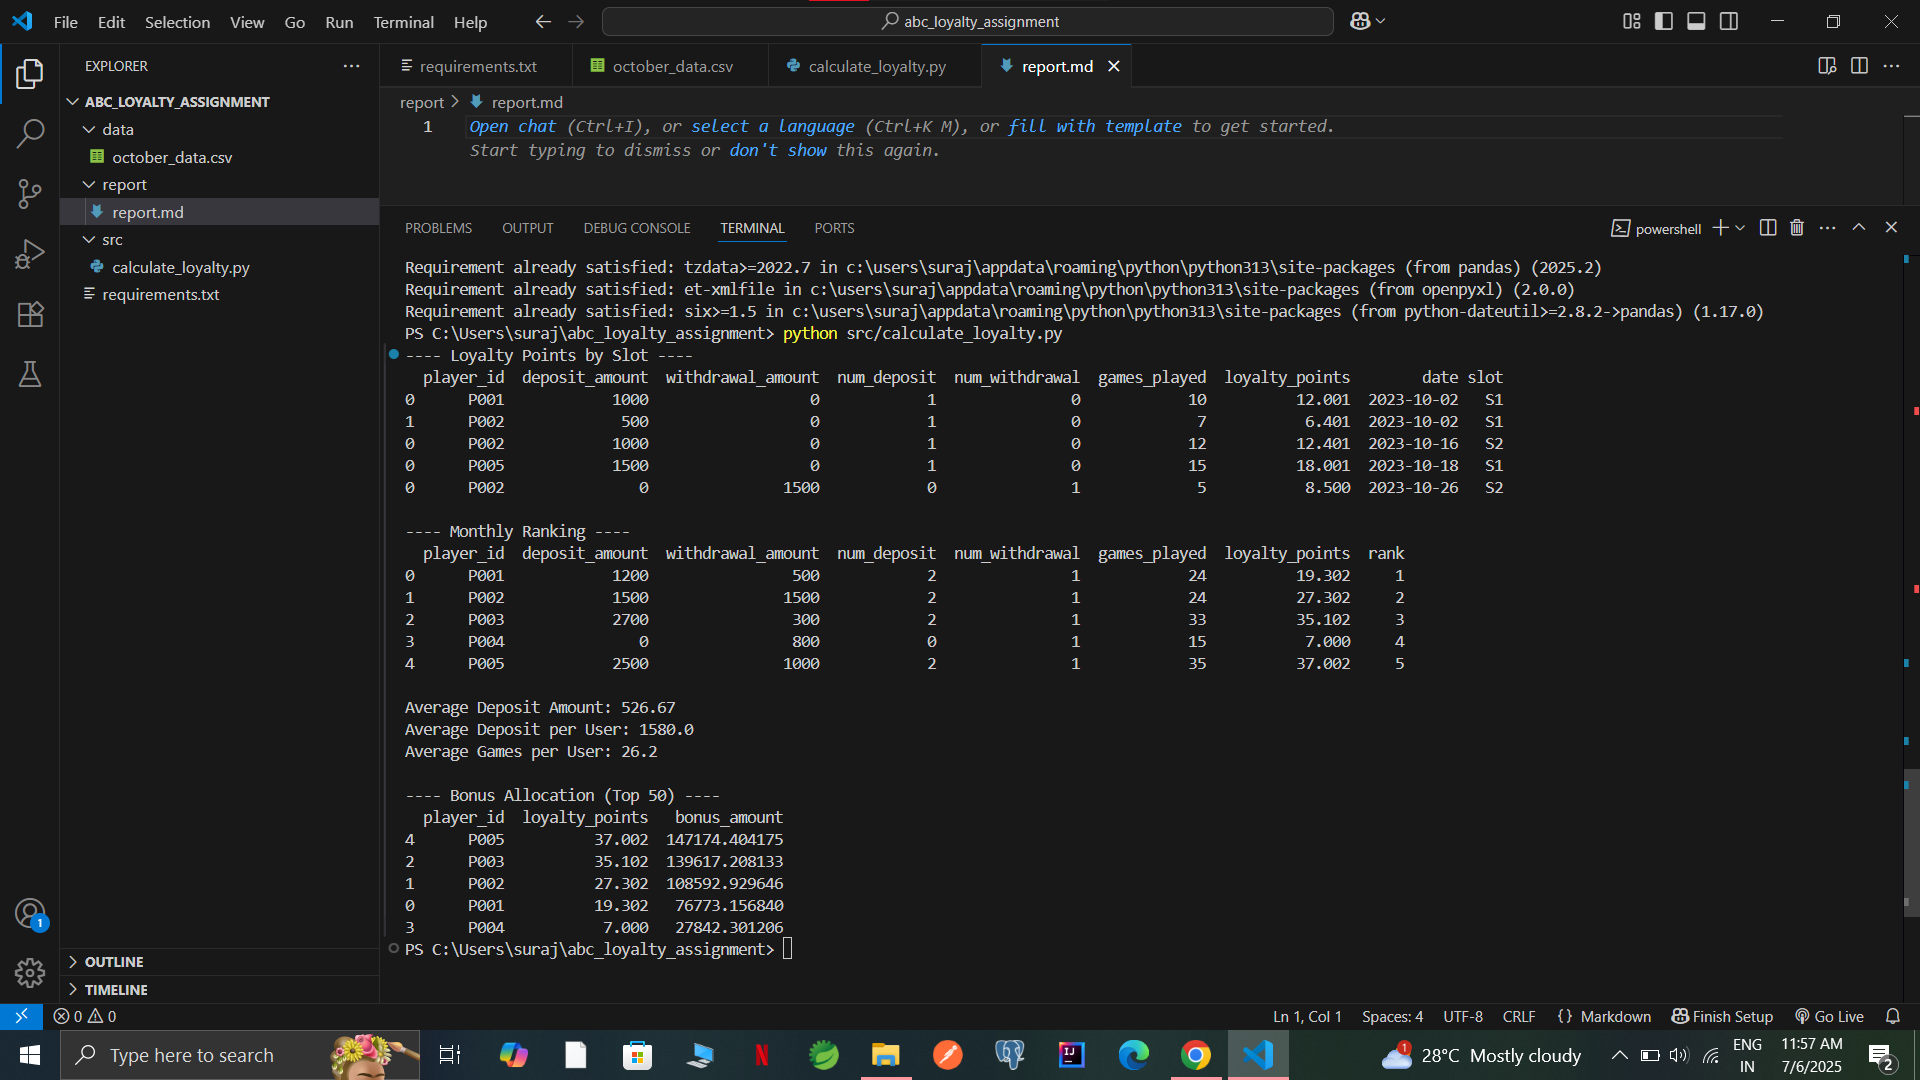 File Edit Selection View Go Run Terminal Help
abc_loyalty_assignment
EXPLORER
ABC_LOYALTY_ASSIGNMENT
data
october_data.csv
report
report.md
src
calculate_loyalty.py
requirements.txt
OUTLINE
TIMELINE
requirements.txt october_data.csv calculate_loyalty.py report.md
report > report.md
1 Open chat (Ctrl+I), or select a language (Ctrl+K M), or fill with template to get started.
Start typing to dismiss or don't show this again.
PROBLEMS OUTPUT DEBUG CONSOLE TERMINAL PORTS
powershell
Requirement already satisfied: tzdata>=2022.7 in c:\users\suraj\appdata\roaming\python\python313\site-packages (from pandas) (2025.2)
Requirement already satisfied: et-xmlfile in c:\users\suraj\appdata\roaming\python\python313\site-packages (from openpyxl) (2.0.0)
Requirement already satisfied: six>=1.5 in c:\users\suraj\appdata\roaming\python\python313\site-packages (from python-dateutil>=2.8.2->pandas) (1.17.0)
PS C:\Users\suraj\abc_loyalty_assignment> python src/calculate_loyalty.py
---- Loyalty Points by Slot ----
player_id deposit_amount withdrawal_amount num_deposit num_withdrawal games_played loyalty_points date slot
0 P001 1000 0 1 0 10 12.001 2023-10-02 S1
1 P002 500 0 1 0 7 6.401 2023-10-02 S1
0 P002 1000 0 1 0 12 12.401 2023-10-16 S2
0 P005 1500 0 1 0 15 18.001 2023-10-18 S1
0 P002 0 1500 0 1 5 8.500 2023-10-26 S2
---- Monthly Ranking ----
player_id deposit_amount withdrawal_amount num_deposit num_withdrawal games_played loyalty_points rank
0 P001 1200 500 2 1 24 19.302 1
1 P002 1500 1500 2 1 24 27.302 2
2 P003 2700 300 2 1 33 35.102 3
3 P004 0 800 0 1 15 7.000 4
4 P005 2500 1000 2 1 35 37.002 5
Average Deposit Amount: 526.67
Average Deposit per User: 1580.0
Average Games per User: 26.2
---- Bonus Allocation (Top 50) ----
player_id loyalty_points bonus_amount
4 P005 37.002 147174.404175
2 P003 35.102 139617.208133
1 P002 27.302 108592.929646
0 P001 19.302 76773.156840
3 P004 7.000 27842.301206
PS C:\Users\suraj\abc_loyalty_assignment>
1
0 0 Ln 1, Col 1 Spaces: 4 UTF-8 CRLF {} Markdown Finish Setup Go Live
Type here to search
N
IJ
1
28°C Mostly cloudy
ENG
IN
11:57 AM
7/6/2025
2